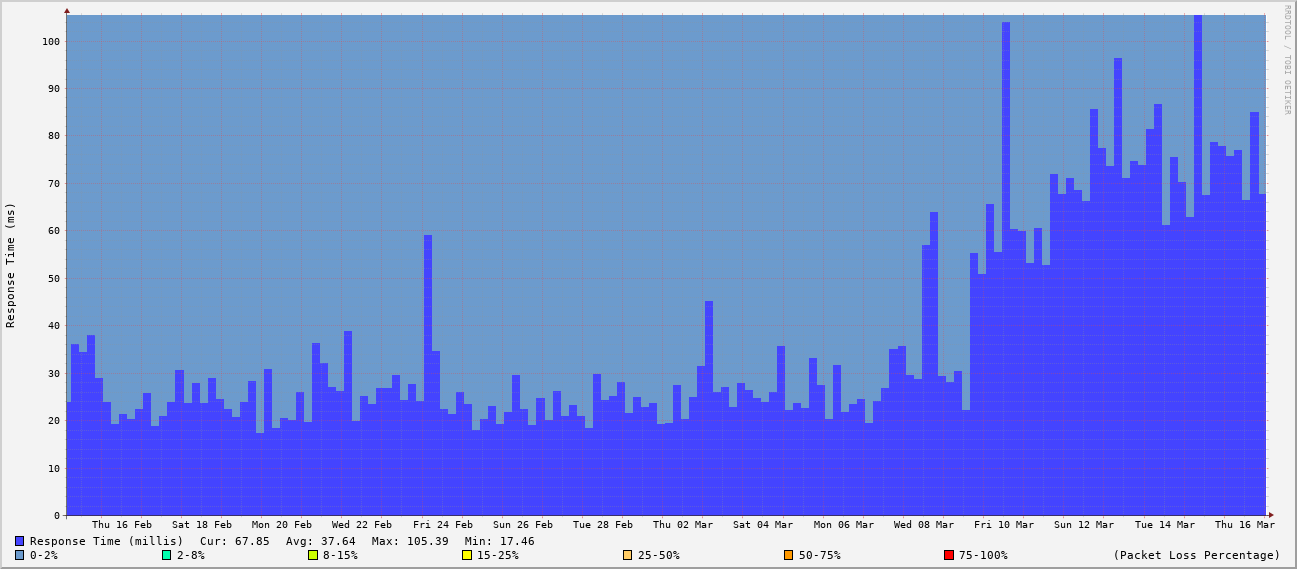 RRDTOOL / TOBI OETIKER
Response Time (ms)
100
90
80
70
60
50
40
30
20
10
0
Thu 16 Feb Sat 18 Feb Mon 20 Feb Wed 22 Feb Fri 24 Feb Sun 26 Feb Tue 28 Feb Thu 02 Mar Sat 04 Mar Mon 06 Mar Wed 08 Mar Fri 10 Mar Sun 12 Mar Tue 14 Mar Thu 16 Mar
Response Time (millis) Cur: 67.85 Avg: 37.64 Max: 105.39 Min: 17.46
0-2% 2-8% 8-15% 15-25% 25-50% 50-75% 75-100% (Packet Loss Percentage)